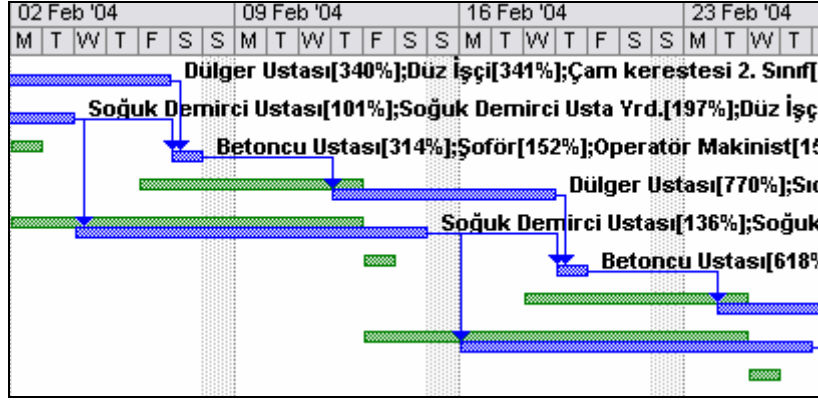 02 Feb '04 09 Feb '04 16 Feb '04 23 Feb '04
M T W T F S S M T W T F S S M T W T F S S M T W T
Dülger Ustası[340%];Düz İşçi[341%];Çam kerestesi 2. Sınıf[
Soğuk Demirci Ustası[101%];Soğuk Demirci Usta Yrd.[197%];Düz İşç
Betoncu Ustası[314%];Şoför[152%];Operatör Makinist[15
Dülger Ustası[770%];Sıc
Soğuk Demirci Ustası[136%];Soğuk
Betoncu Ustası[618%